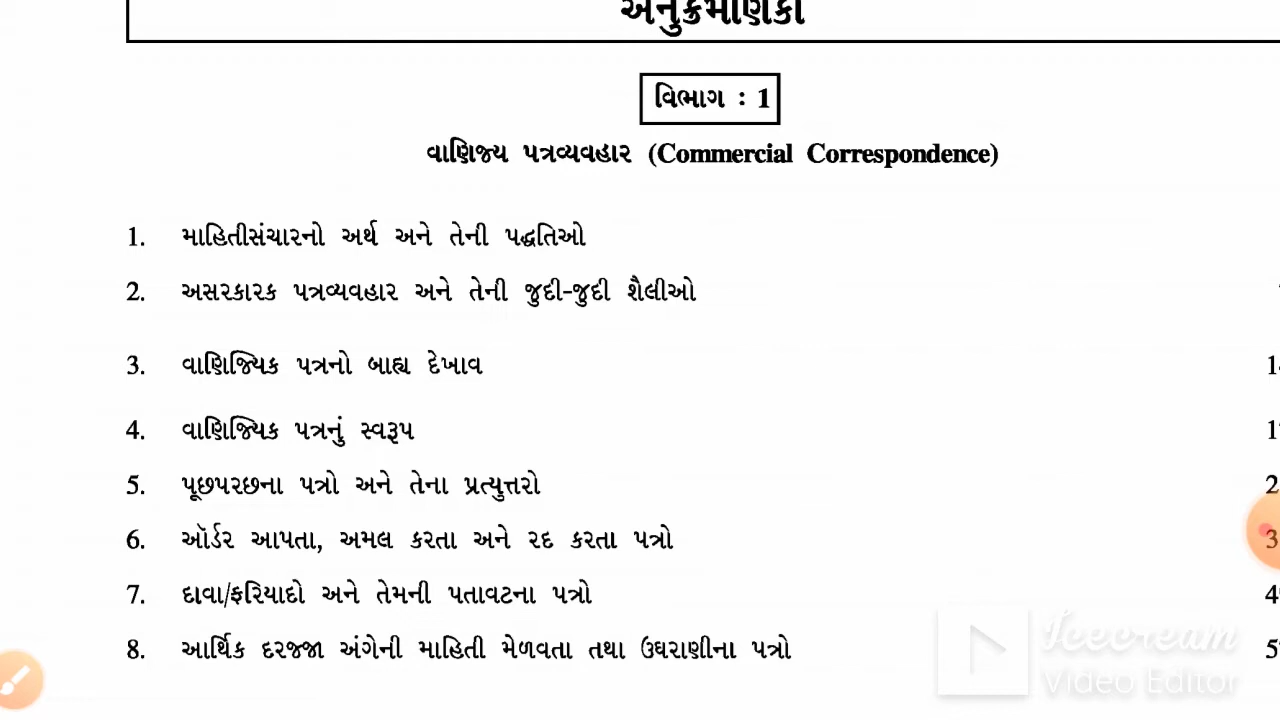 અનુક્રમણિકા
વિભાગ : 1
વાણિજ્ય પત્રવ્યવહાર (Commercial Correspondence)
1. માહિતીસંચારનો અર્થ અને તેની પદ્ધતિઓ
2. અસરકારક પત્રવ્યવહાર અને તેની જુદી-જુદી શૈલીઓ
3. વાણિજ્યિક પત્રનો બાહ્ય દેખાવ
4. વાણિજ્યિક પત્રનું સ્વરૂપ
5. પૂછપરછના પત્રો અને તેના પ્રત્યુત્તરો
6. ઑર્ડર આપતા, અમલ કરતા અને રદ કરતા પત્રો
7. દાવા/ફરિયાદો અને તેમની પતાવટના પત્રો
8. આર્થિક દરજ્જા અંગેની માહિતી મેળવતા તથા ઉઘરાણીના પત્રો
Icecream
Video Editor